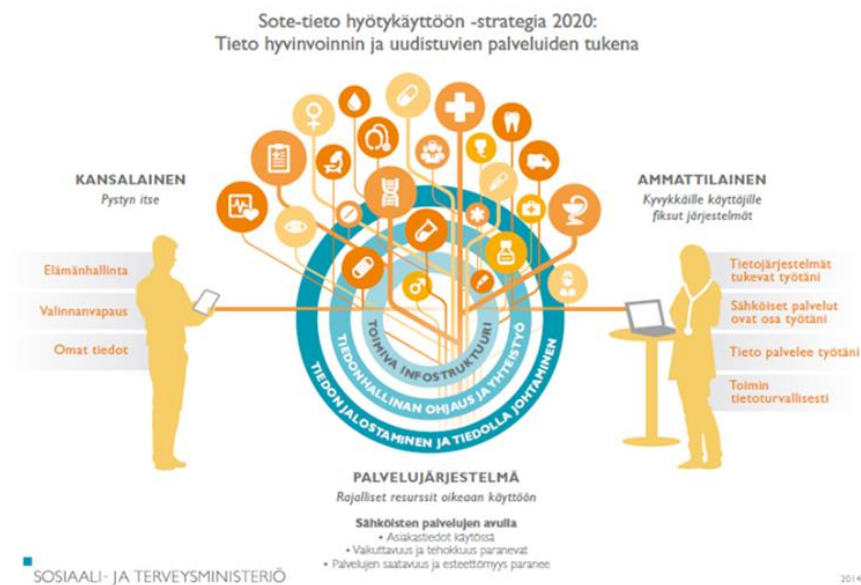 Sote-tieto hyötykäyttöön -strategia 2020:
Tieto hyvinvoinnin ja uudistuvien palveluiden tukena
KANSALAINEN
Pystyn itse
Elämänhallinta
Valinnanvapaus
Omat tiedot
AMMATTILAINEN
Kyvykkäille käyttäjille
fiksut järjestelmät
Tietojärjestelmät
tukevat työtäni
Sähköiset palvelut
ovat osa työtäni
Tieto palvelee työtäni
Toimin
tietoturvallisesti
TOIMIVA INFOSTRUKTUURI
TIEDONHALLINNAN OHJAUS JA YHTEISTYÖ
TIEDON JALOSTAMINEN JA TIEDOLLA JOHTAMINEN
PALVELUJÄRJESTELMÄ
Rajalliset resurssit oikeaan käyttöön
Sähköisten palvelujen avulla
• Asiakastiedot käytössä
• Vaikuttavuus ja tehokkuus paranevat
• Palvelujen saatavuus ja esteettömyys paranee
SOSIAALI- JA TERVEYSMINISTERIÖ
2014